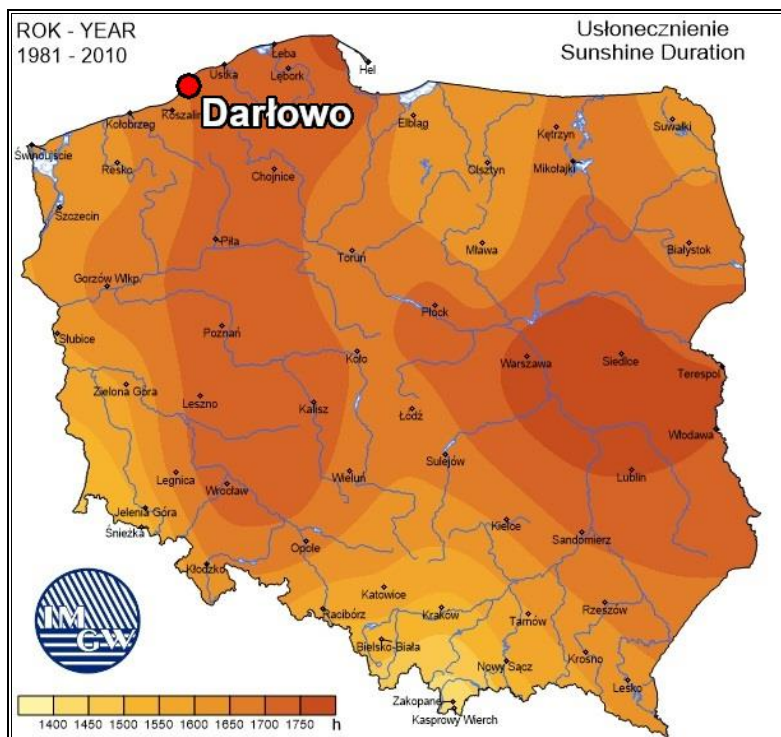 ROK - YEAR
1981 - 2010
Usłonecznienie
Sunshine Duration
Łeba
Ustka
Lębork
Hel
Darłowo
Koszalin
Kołobrzeg
Elbląg
Kętrzyn
Suwałki
Świnoujście
Resko
Chojnice
Olsztyn
Mikołajki
Szczecin
Piła
Toruń
Mława
Białystok
Gorzów Wlkp.
Płock
Słubice
Poznań
Koło
Warszawa
Siedlce
Terespol
Zielona Góra
Leszno
Kalisz
Łódź
Włodawa
Sulejów
Legnica
Wrocław
Wieluń
Lublin
Jelenia Góra
Śnieżka
Kielce
Opole
Sandomierz
Kłodzko
Katowice
Racibórz
Kraków
Tarnów
Rzeszów
Bielsko-Biała
Nowy Sącz
Krosno
Lesko
Zakopane
Kasprowy Wierch
IM
GW
1400 1450 1500 1550 1600 1650 1700 1750 h